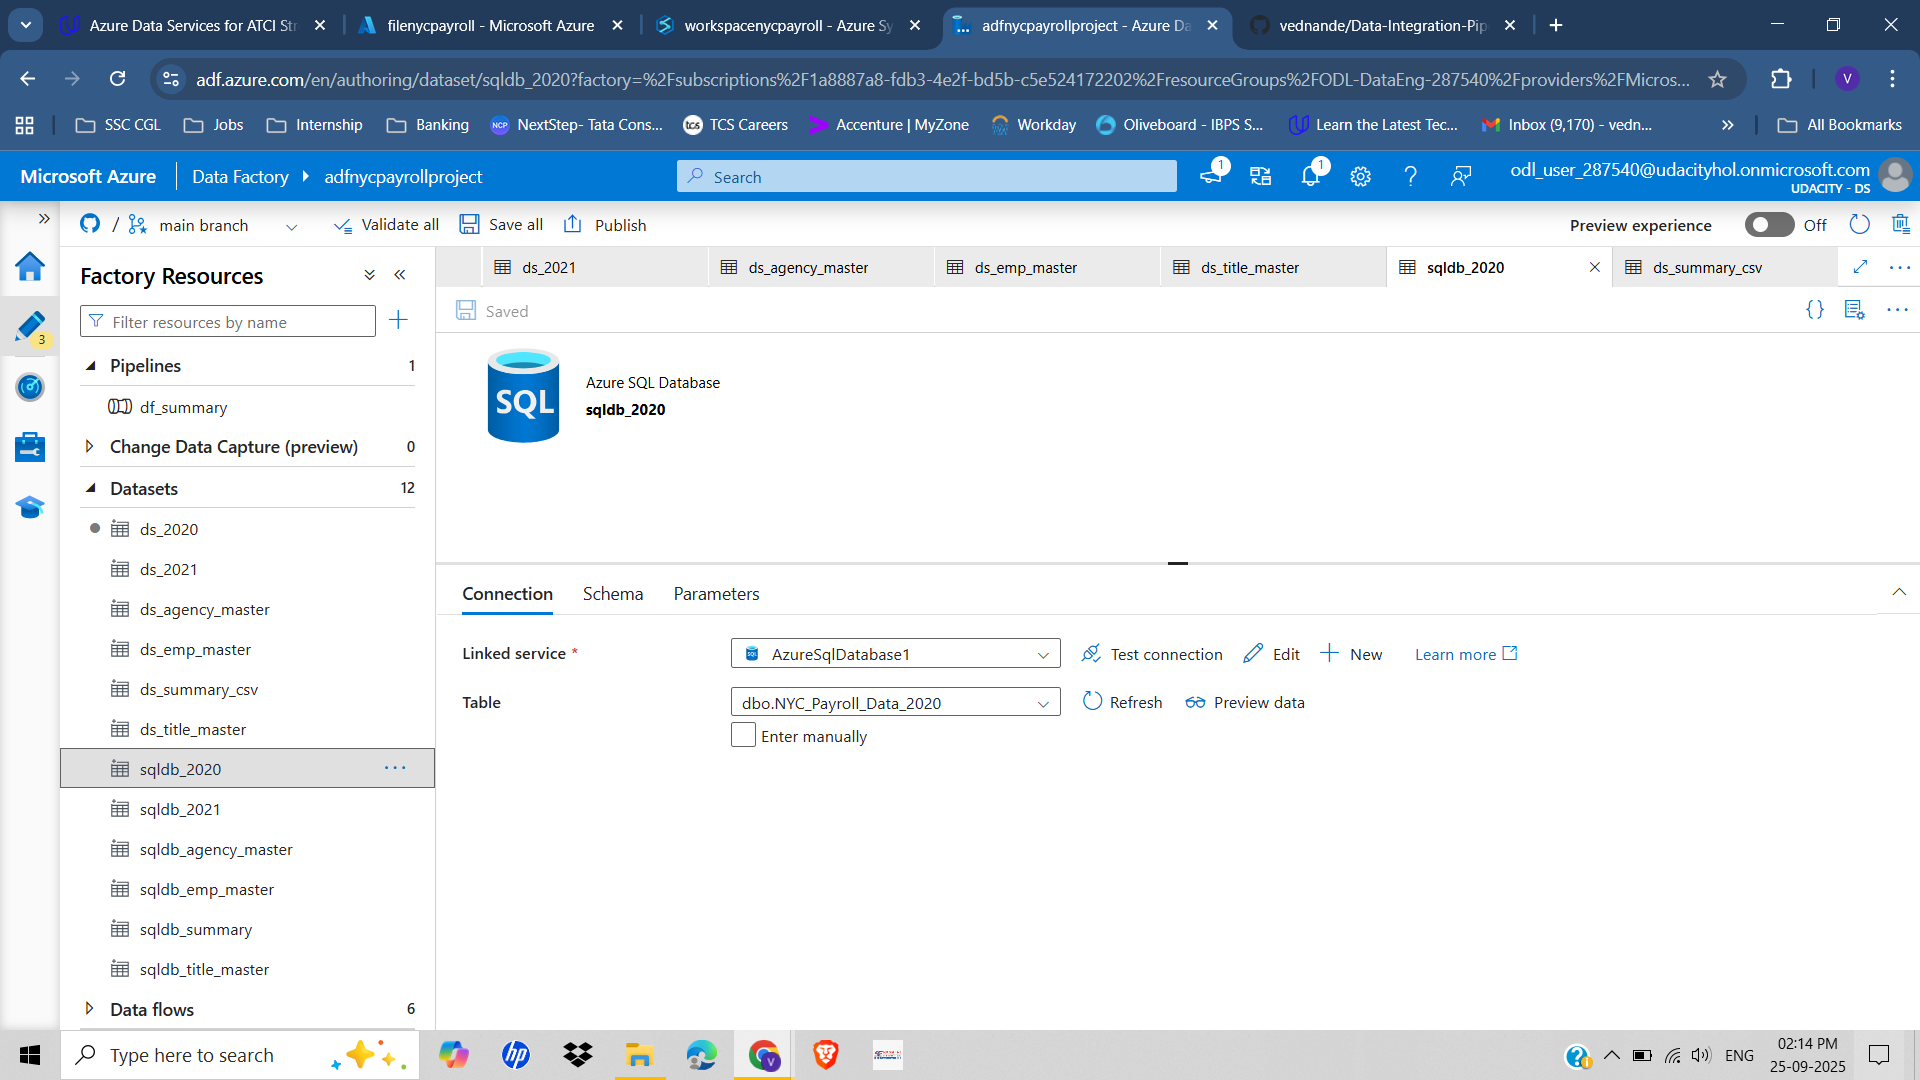 Azure Data Services for ATCI Str
filenycpayroll - Microsoft Azure
workspacenycpayroll - Azure Sy
adfnycpayrollproject - Azure Da
vednande/Data-Integration-Pip
adf.azure.com/en/authoring/dataset/sqldb_2020?factory=%2Fsubscriptions%2F1a8887a8-fdb3-4e2f-bd5b-c5e524172202%2FresourceGroups%2FODL-DataEng-287540%2Fproviders%2FMicros...
V
SSC CGL
Jobs
Internship
Banking
NCP
NextStep- Tata Cons...
tcs
TCS Careers
Accenture | MyZone
Workday
Oliveboard - IBPS S...
Learn the Latest Tec...
Inbox (9,170) - vedn...
All Bookmarks
Microsoft Azure
Data Factory
adfnycpayrollproject
Search
1
1
odl_user_287540@udacityhol.onmicrosoft.com
UDACITY - DS
/ main branch
Validate all
Save all
Publish
Preview experience
Off
Factory Resources
Filter resources by name
3
Pipelines 1
df_summary
Change Data Capture (preview) 0
Datasets 12
ds_2020
ds_2021
ds_agency_master
ds_emp_master
ds_summary_csv
ds_title_master
sqldb_2020
sqldb_2021
sqldb_agency_master
sqldb_emp_master
sqldb_summary
sqldb_title_master
Data flows 6
ds_2021
ds_agency_master
ds_emp_master
ds_title_master
sqldb_2020
ds_summary_csv
Saved
SQL
Azure SQL Database
sqldb_2020
Connection
Schema
Parameters
Linked service *
SQL
AzureSqlDatabase1
Test connection
Edit
New
Learn more
Table
dbo.NYC_Payroll_Data_2020
Refresh
Preview data
Enter manually
Type here to search
hp
V
ENG
02:14 PM
25-09-2025